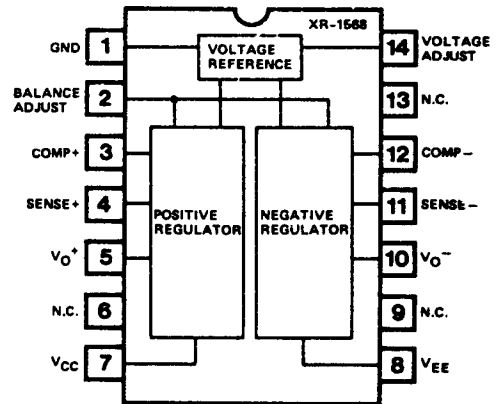 XR-1568
GND 1
VOLTAGE
REFERENCE
14 VOLTAGE
ADJUST
BALANCE
ADJUST 2
13 N.C.
COMP+ 3
12 COMP–
SENSE+ 4
11 SENSE–
POSITIVE
REGULATOR
NEGATIVE
REGULATOR
VO+ 5
10 VO–
N.C. 6
9 N.C.
VCC 7
8 VEE